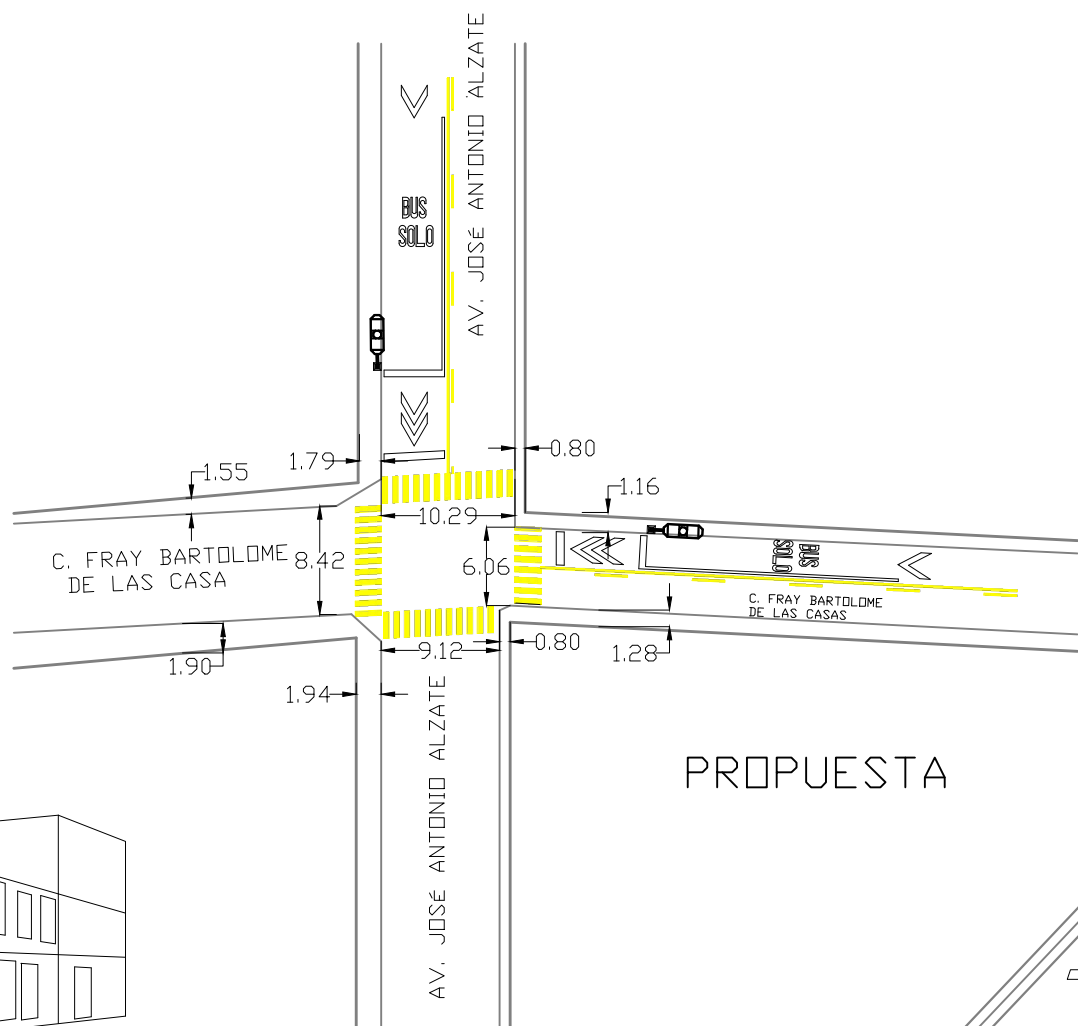 AV. JOSÉ ANTONIO ALZATE
BUS
SOLO
0.80
1.79
1.55
1.16
10.29
C. FRAY BARTOLOME
DE LAS CASA
8.42
6.06
BUS
SOLO
C. FRAY BARTOLOME
DE LAS CASAS
1.90
9.12
0.80
1.28
1.94
AV. JOSÉ ANTONIO ALZATE
PROPUESTA